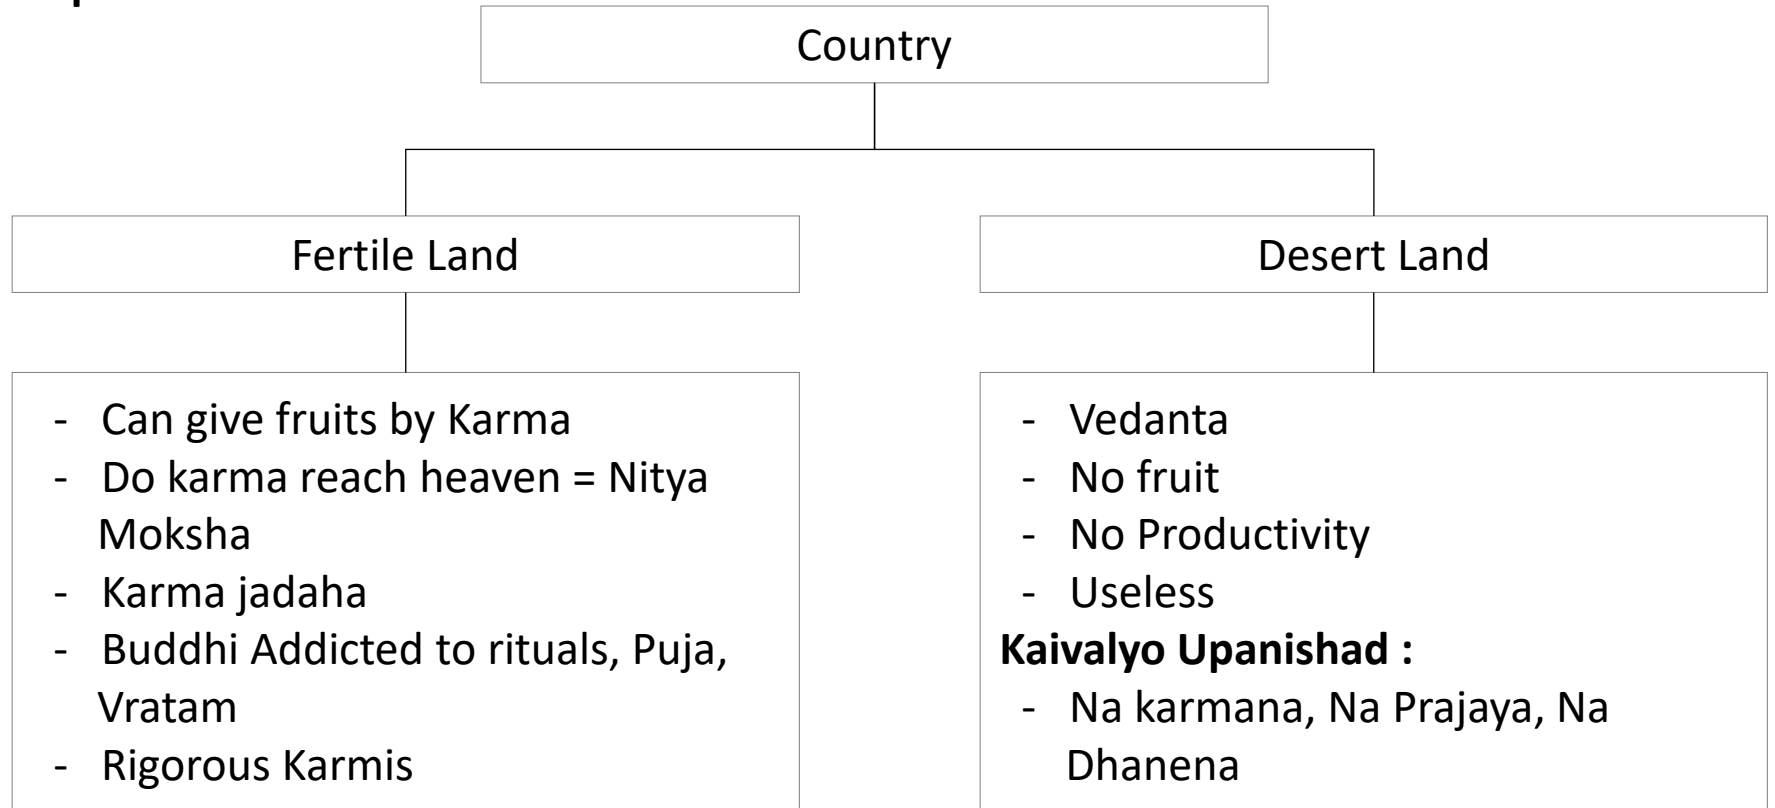 Country
Fertile Land
Desert Land
- Can give fruits by Karma
- Do karma reach heaven = Nitya
Moksha
- Karma jadaha
- Buddhi Addicted to rituals, Puja,
Vratam
- Rigorous Karmis
- Vedanta
- No fruit
- No Productivity
- Useless
Kaivalyo Upanishad :
- Na karmana, Na Prajaya, Na
Dhanena